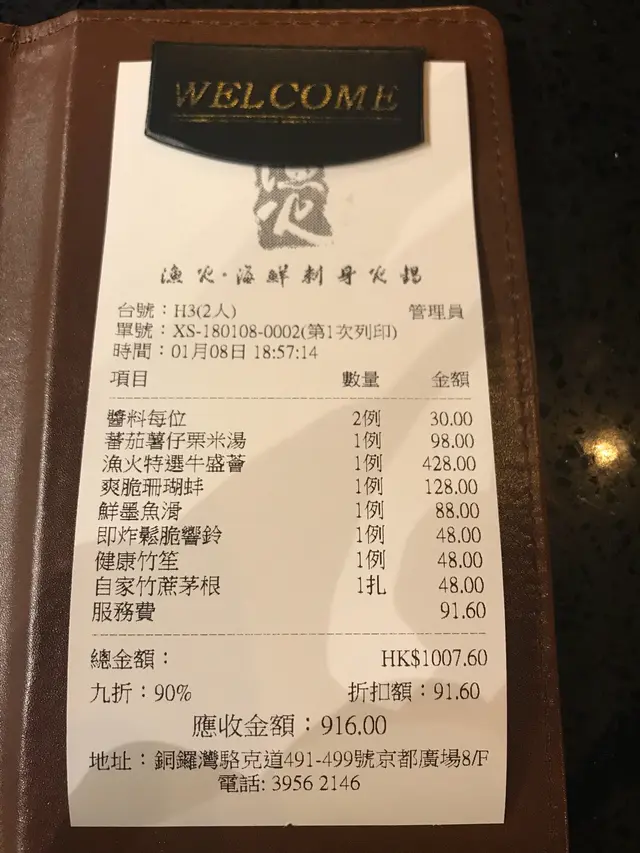 WELCOME
漁火·海鮮刺身火鍋
台號：H3(2人) 管理員
單號：XS-180108-0002(第1次列印)
時間：01月08日 18:57:14
項目 數量 金額
醬料每位 2例 30.00
蕃茄薯仔栗米湯 1例 98.00
漁火特選牛盛薈 1例 428.00
爽脆珊瑚蚌 1例 128.00
鮮墨魚滑 1例 88.00
即炸鬆脆響鈴 1例 48.00
健康竹笙 1例 48.00
自家竹蔗茅根 1扎 48.00
服務費 91.60
總金額： HK$1007.60
九折：90% 折扣額：91.60
應收金額：916.00
地址：銅鑼灣駱克道491-499號京都廣場8/F
電話: 3956 2146